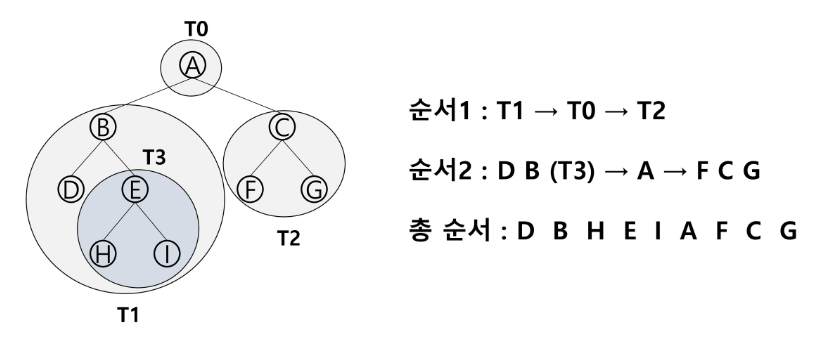 T0
A
B
C
T3
D
E
F
G
H
I
T2
T1
순서1 : T1 → T0 → T2
순서2 : D B (T3) → A → F C G
총 순서 : D B H E I A F C G